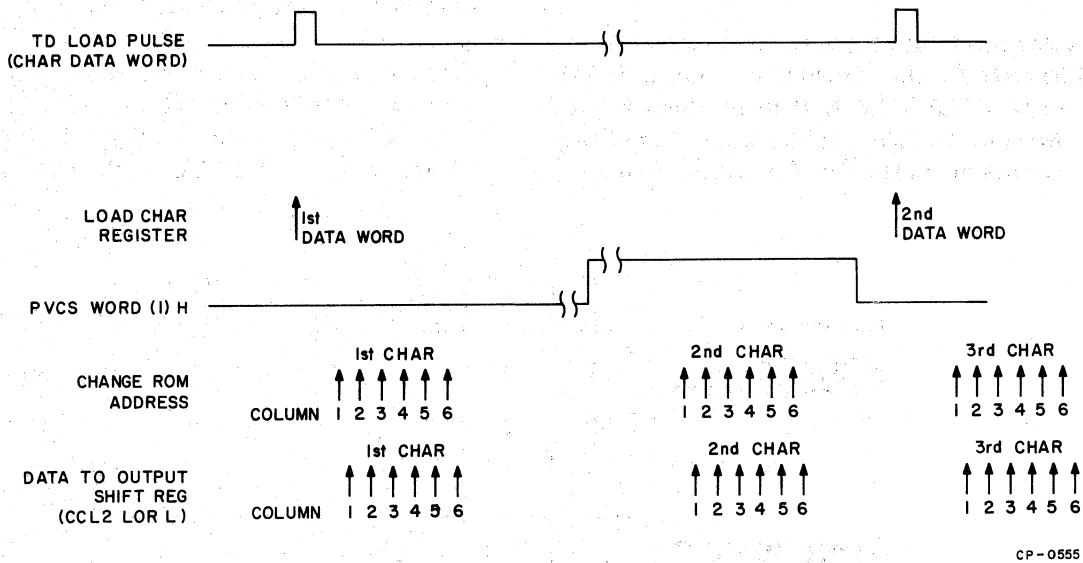 TD LOAD PULSE
(CHAR DATA WORD)
LOAD CHAR
REGISTER
1st
DATA WORD
2nd
DATA WORD
PVCS WORD (1) H
CHANGE ROM
ADDRESS
1st CHAR
2nd CHAR
3rd CHAR
COLUMN 1 2 3 4 5 6
1 2 3 4 5 6
1 2 3 4 5 6
DATA TO OUTPUT
SHIFT REG
(CCL2 LOR L)
1st CHAR
2nd CHAR
3rd CHAR
COLUMN 1 2 3 4 5 6
1 2 3 4 5 6
1 2 3 4 5 6
CP-0555